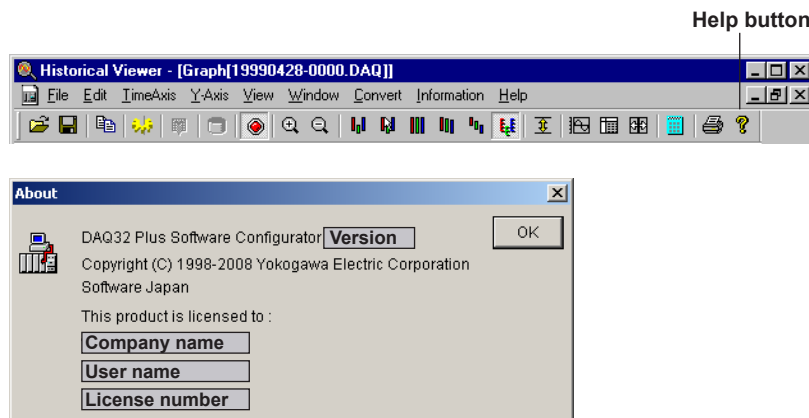 Help button
Historical Viewer - [Graph[19990428-0000.DAQ]]
File Edit TimeAxis Y-Axis View Window Convert Information Help
About
DAQ32 Plus Software Configurator Version
OK
Copyright (C) 1998-2008 Yokogawa Electric Corporation
Software Japan
This product is licensed to :
Company name
User name
License number